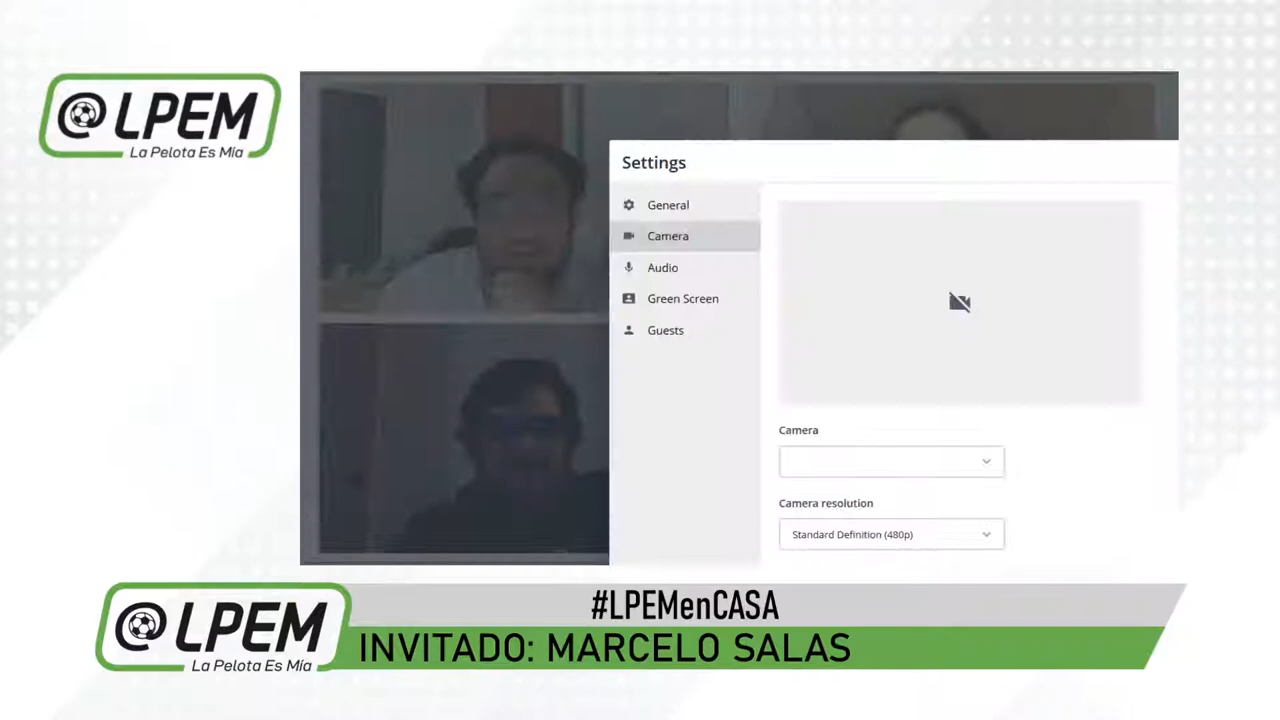 @LPEM
La Pelota Es Mía
Settings
General
Camera
Audio
Green Screen
Guests
Camera
Camera resolution
Standard Definition (480p)
#LPEMenCASA
@LPEM
La Pelota Es Mía
INVITADO: MARCELO SALAS